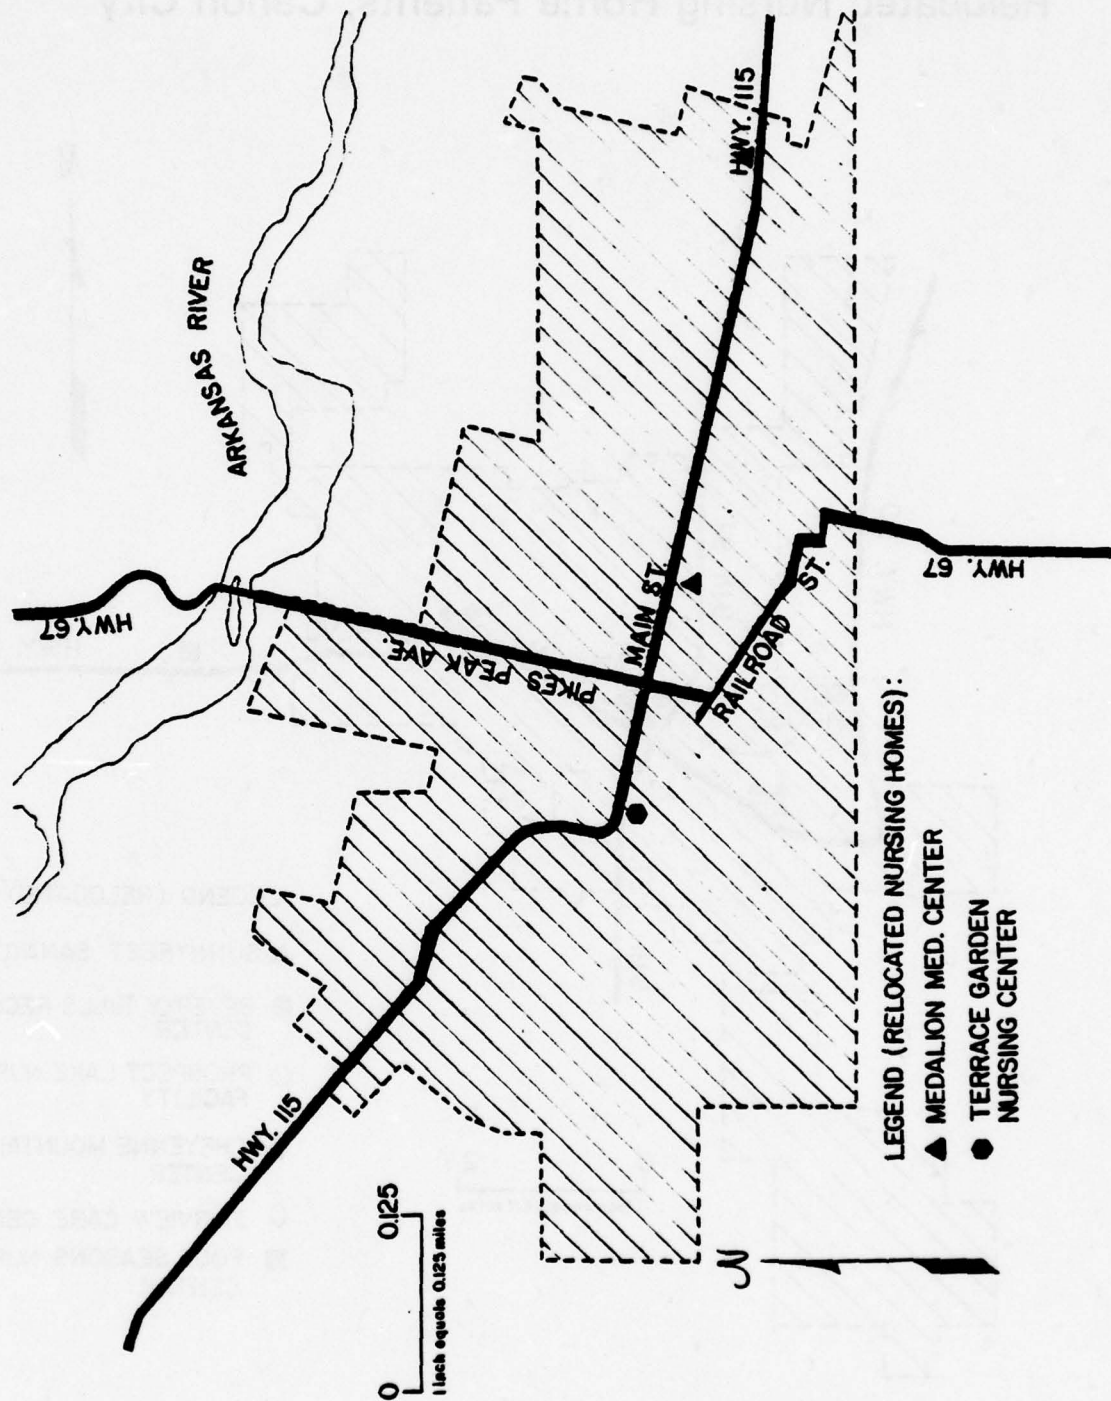 ARKANSAS RIVER
HWY. 67
PIKES PEAK AVE.
MAIN ST.
HWY. 115
RAILROAD ST.
HWY. 67
HWY. 115
0 0.125
1 inch equals 0.125 miles
N
LEGEND (RELOCATED NURSING HOMES):
MEDALION MED. CENTER
TERRACE GARDEN
NURSING CENTER